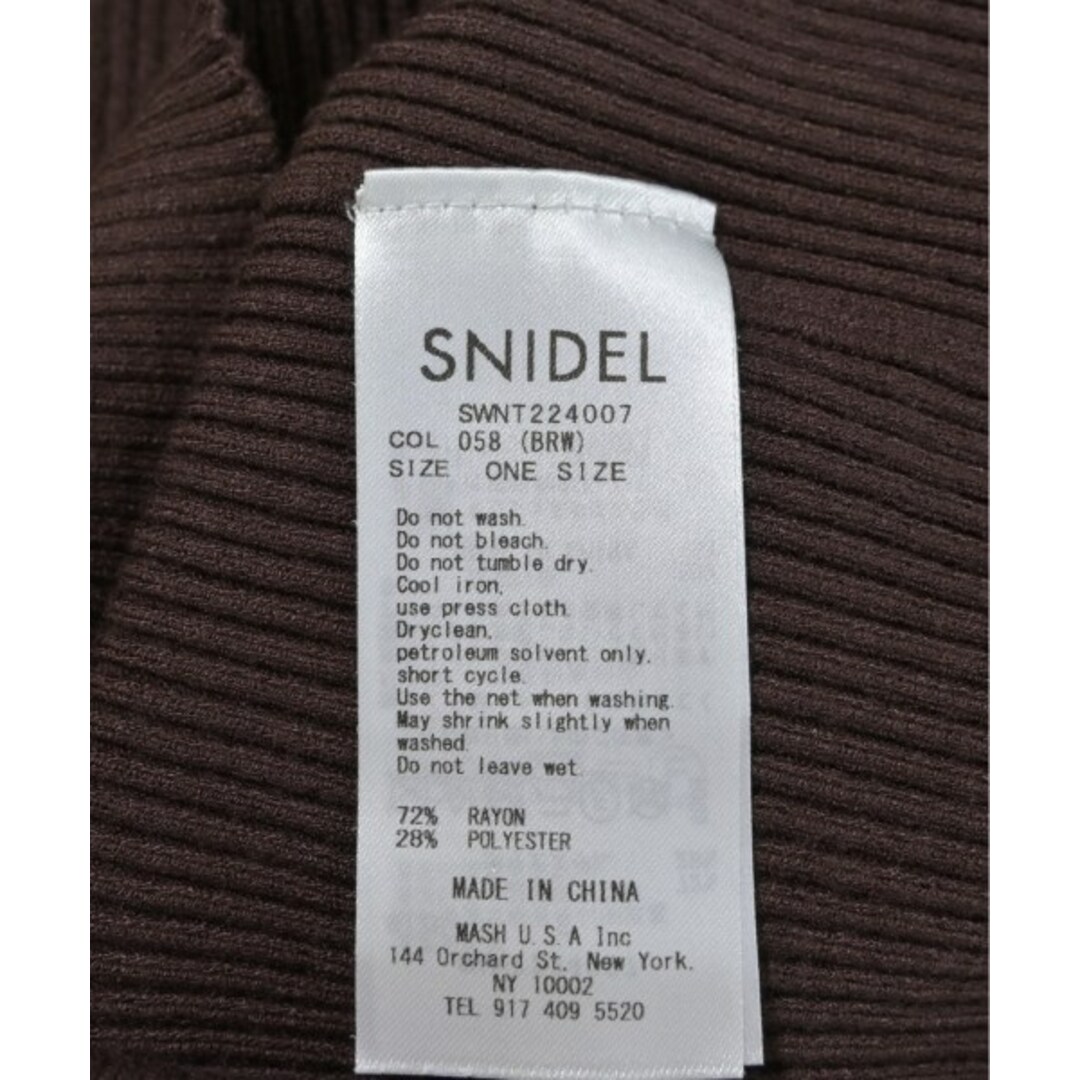 SNIDEL
SWNT224007
COL 058 (BRW)
SIZE ONE SIZE
Do not wash.
Do not bleach.
Do not tumble dry.
Cool iron,
use press cloth.
Dryclean,
petroleum solvent only,
short cycle.
Use the net when washing.
May shrink slightly when
washed.
Do not leave wet.
72% RAYON
28% POLYESTER
MADE IN CHINA
MASH U.S.A Inc
144 Orchard St, New York.
NY 10002
TEL 917 409 5520